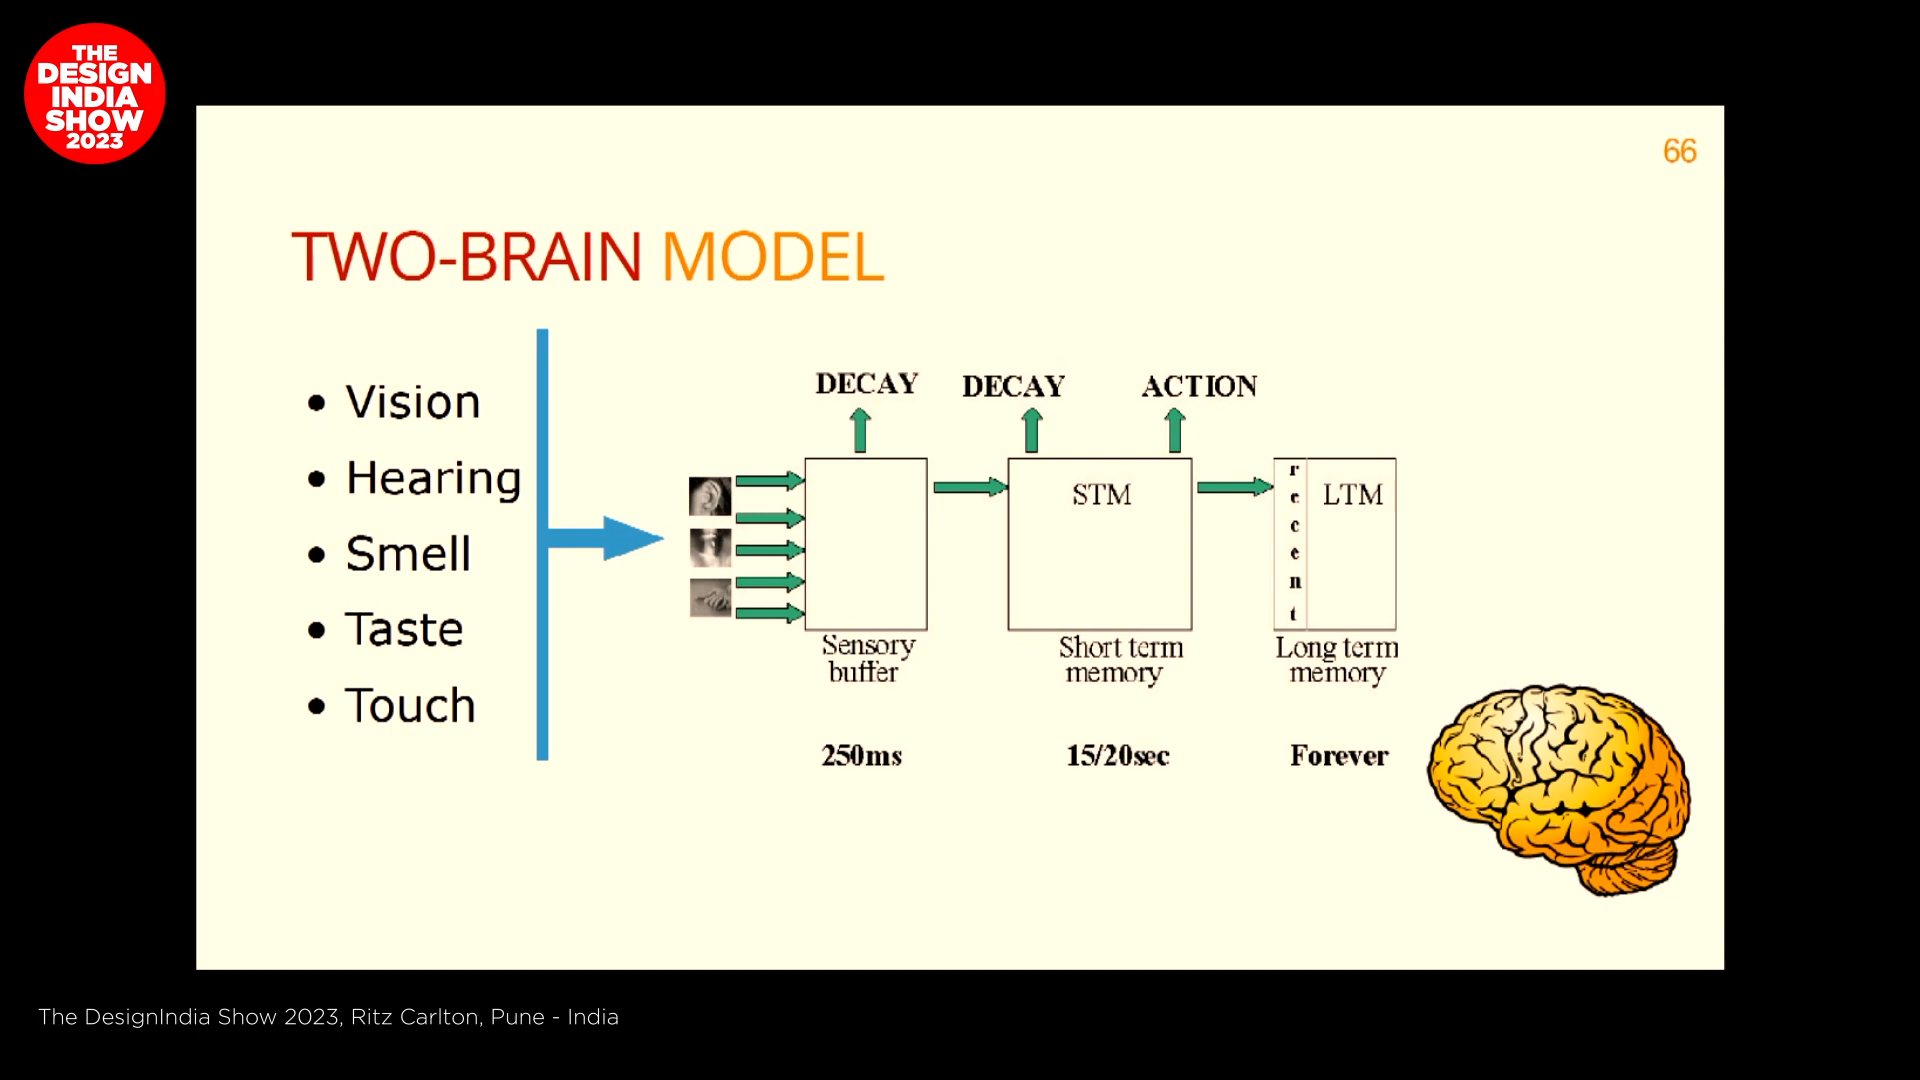 THE
DESIGN
INDIA
SHOW
2023
66
TWO-BRAIN MODEL
• Vision
• Hearing
• Smell
• Taste
• Touch
DECAY
DECAY
ACTION
STM
recent
LTM
Sensory
buffer
Short term
memory
Long term
memory
250ms
15/20sec
Forever
The DesignIndia Show 2023, Ritz Carlton, Pune - India